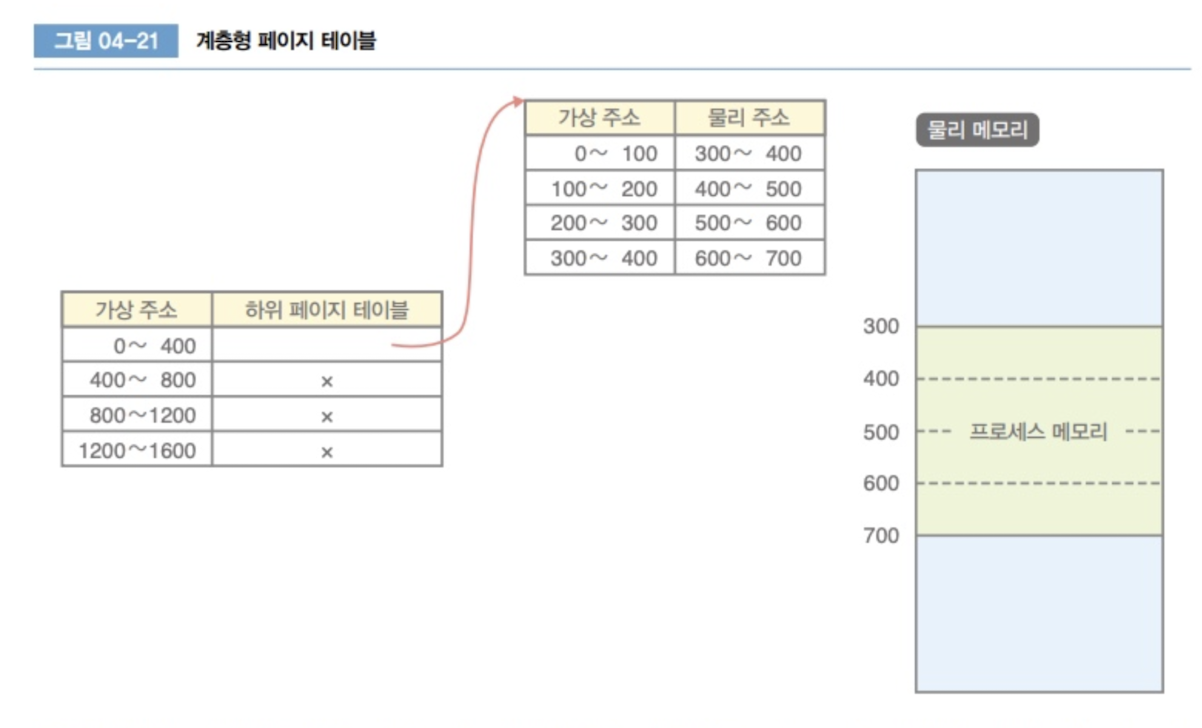 그림 04-21 계층형 페이지 테이블
가상 주소 물리 주소
0~ 100 300~ 400
100~ 200 400~ 500
200~ 300 500~ 600
300~ 400 600~ 700
가상 주소 하위 페이지 테이블
0~ 400
400~ 800 ×
800~1200 ×
1200~1600 ×
물리 메모리
300
400
500 프로세스 메모리
600
700